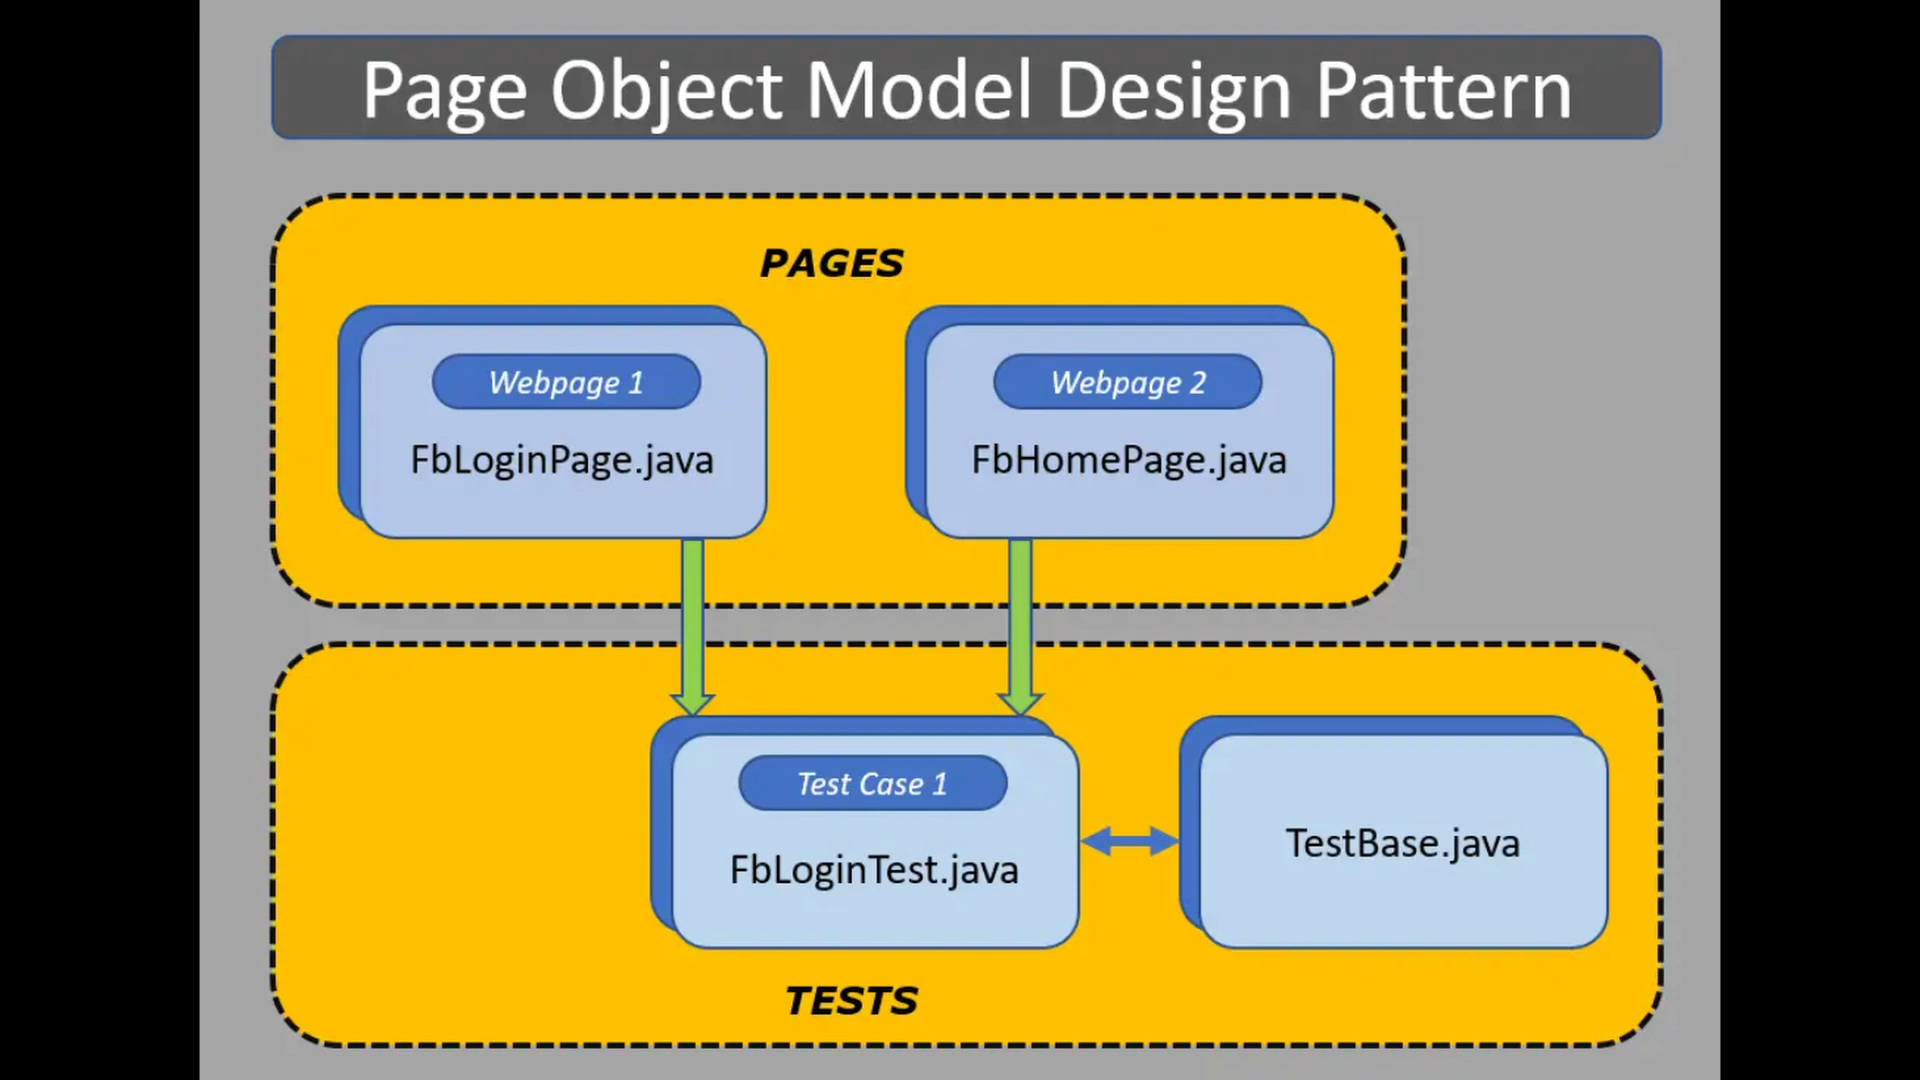 Page Object Model Design Pattern
PAGES
Webpage 1
FbLoginPage.java
Webpage 2
FbHomePage.java
Test Case 1
FbLoginTest.java
TestBase.java
TESTS